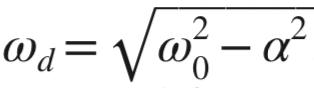 ω_d = √(ω_0^2 − α^2)